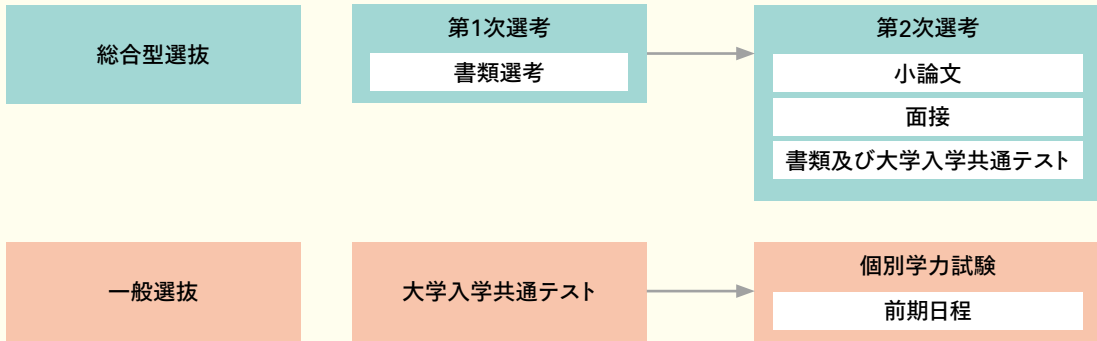 総合型選抜
第1次選考
書類選考
第2次選考
小論文
面接
書類及び大学入学共通テスト
一般選抜
大学入学共通テスト
個別学力試験
前期日程